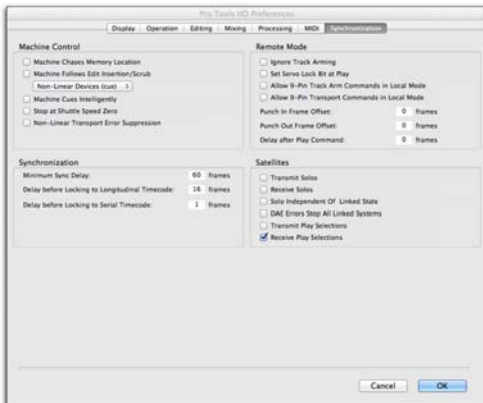 Pro Tools HD Preferences
Display Operation Editing Mixing Processing MIDI Synchronization
Machine Control
Machine Chases Memory Location
Machine Follows Edit Insertion/Scrub
Non-Linear Devices (cue)
Machine Cues Intelligently
Stop at Shuttle Speed Zero
Non-Linear Transport Error Suppression
Remote Mode
Ignore Track Arming
Set Servo Lock Bit at Play
Allow 9-Pin Track Arm Commands in Local Mode
Allow 9-Pin Transport Commands in Local Mode
Punch In Frame Offset: 0 frames
Punch Out Frame Offset: 0 frames
Delay after Play Command: 0 frames
Synchronization
Minimum Sync Delay: 60 frames
Delay before Locking to Longitudinal Timecode: 16 frames
Delay before Locking to Serial Timecode: 1 frames
Satellites
Transmit Solos
Receive Solos
Solo Independent Of Linked State
DAE Errors Stop All Linked Systems
Transmit Play Selections
Receive Play Selections
Cancel OK